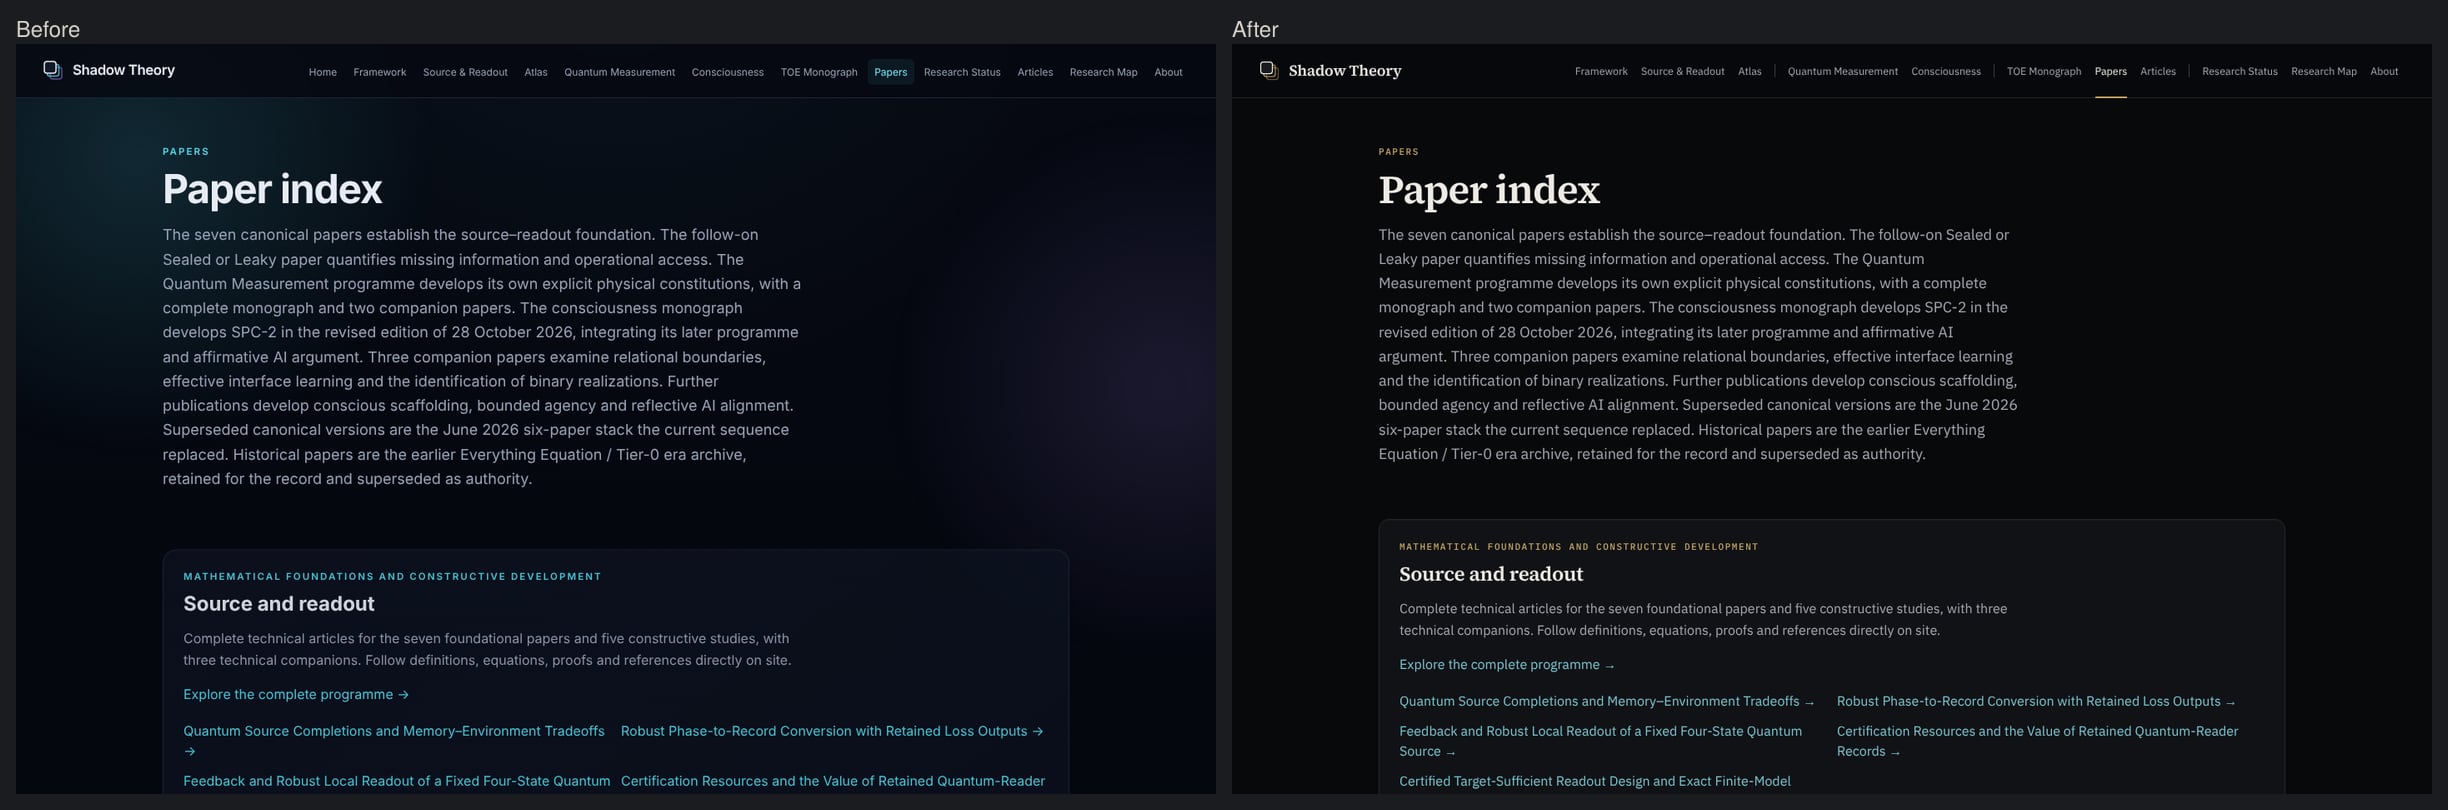 Before
Shadow Theory
Home Framework Source & Readout Atlas Quantum Measurement Consciousness TOE Monograph Papers Research Status Articles Research Map About
PAPERS
Paper index
The seven canonical papers establish the source–readout foundation. The follow-on
Sealed or Leaky paper quantifies missing information and operational access. The
Quantum Measurement programme develops its own explicit physical constitutions, with a
complete monograph and two companion papers. The consciousness monograph
develops SPC-2 in the revised edition of 28 October 2026, integrating its later programme
and affirmative AI argument. Three companion papers examine relational boundaries,
effective interface learning and the identification of binary realizations. Further
publications develop conscious scaffolding, bounded agency and reflective AI alignment.
Superseded canonical versions are the June 2026 six-paper stack the current sequence
replaced. Historical papers are the earlier Everything Equation / Tier-0 era archive,
retained for the record and superseded as authority.
MATHEMATICAL FOUNDATIONS AND CONSTRUCTIVE DEVELOPMENT
Source and readout
Complete technical articles for the seven foundational papers and five constructive studies, with
three technical companions. Follow definitions, equations, proofs and references directly on site.
Explore the complete programme →
Quantum Source Completions and Memory–Environment Tradeoffs
→
Robust Phase-to-Record Conversion with Retained Loss Outputs →
Feedback and Robust Local Readout of a Fixed Four-State Quantum
Certification Resources and the Value of Retained Quantum-Reader
After
Shadow Theory
Framework Source & Readout Atlas Quantum Measurement Consciousness TOE Monograph Papers Articles Research Status Research Map About
PAPERS
Paper index
The seven canonical papers establish the source–readout foundation. The follow-on Sealed or
Leaky paper quantifies missing information and operational access. The Quantum
Measurement programme develops its own explicit physical constitutions, with a complete
monograph and two companion papers. The consciousness monograph develops SPC-2 in the
revised edition of 28 October 2026, integrating its later programme and affirmative AI
argument. Three companion papers examine relational boundaries, effective interface learning
and the identification of binary realizations. Further publications develop conscious scaffolding,
bounded agency and reflective AI alignment. Superseded canonical versions are the June 2026
six-paper stack the current sequence replaced. Historical papers are the earlier Everything
Equation / Tier-0 era archive, retained for the record and superseded as authority.
MATHEMATICAL FOUNDATIONS AND CONSTRUCTIVE DEVELOPMENT
Source and readout
Complete technical articles for the seven foundational papers and five constructive studies, with three
technical companions. Follow definitions, equations, proofs and references directly on site.
Explore the complete programme →
Quantum Source Completions and Memory–Environment Tradeoffs →
Robust Phase-to-Record Conversion with Retained Loss Outputs →
Feedback and Robust Local Readout of a Fixed Four-State Quantum
Source →
Certification Resources and the Value of Retained Quantum-Reader
Records →
Certified Target-Sufficient Readout Design and Exact Finite-Model